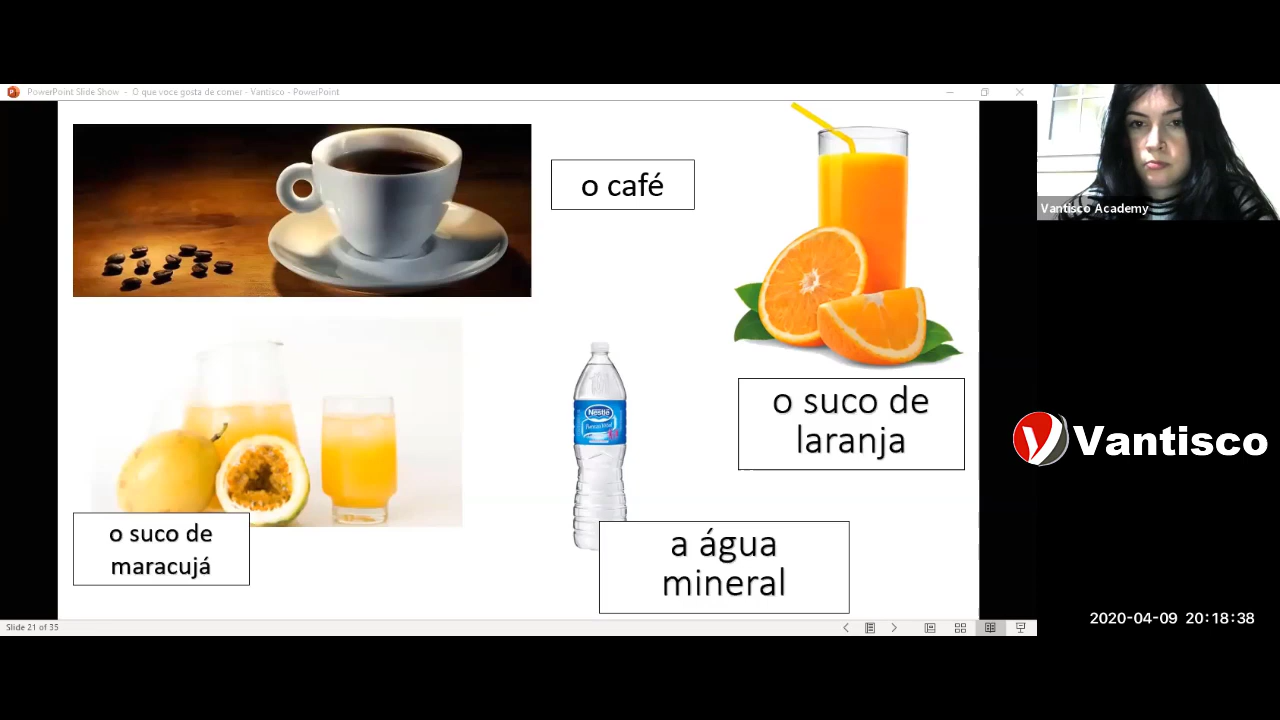 PowerPoint Slide Show - O que voce gosta de comer - Vantisco - PowerPoint
o café
Vantisco Academy
o suco de
laranja
Nestlé
Vantisco
o suco de
maracujá
a água
mineral
2020-04-09 20:18:38
Slide 21 of 35